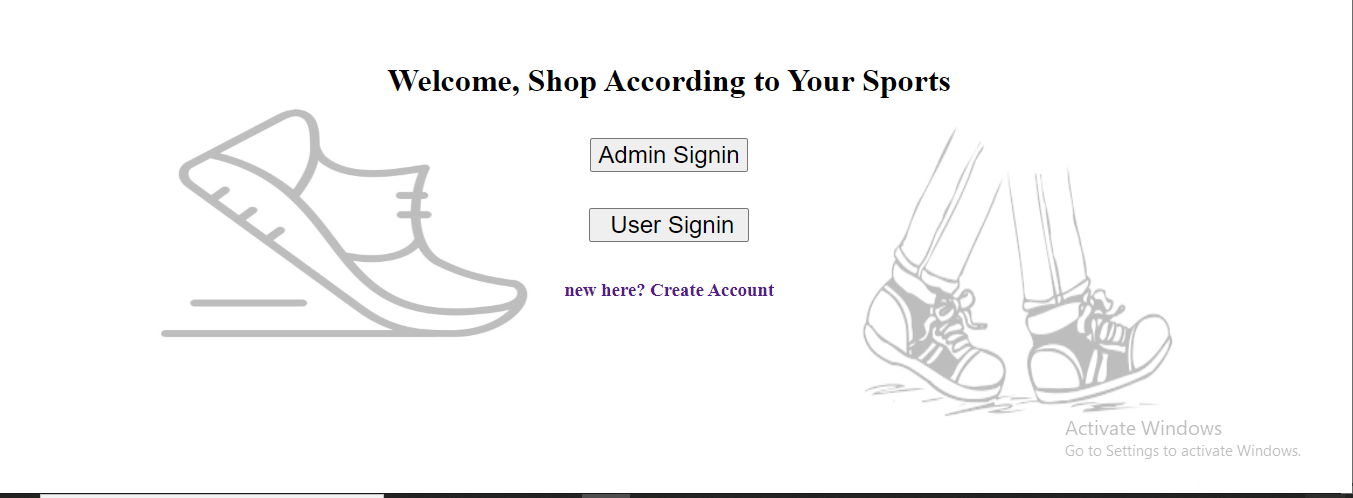 Welcome, Shop According to Your Sports
Admin Signin
User Signin
new here? Create Account
Activate Windows
Go to Settings to activate Windows.